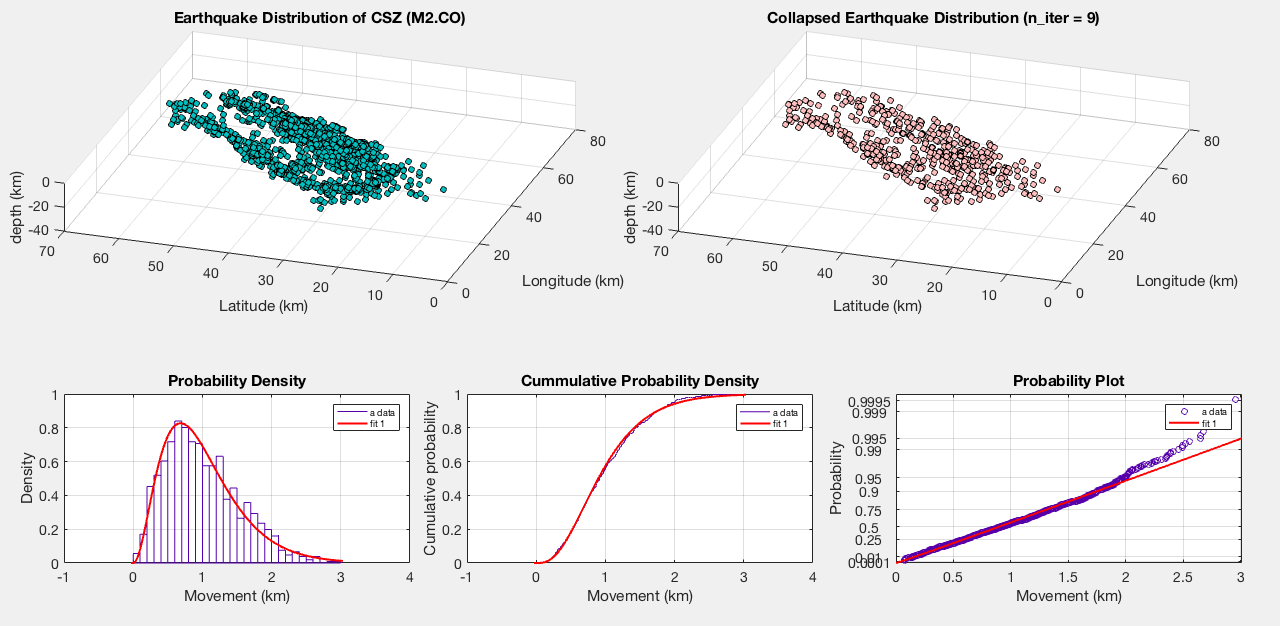 Earthquake Distribution of CSZ (M2.CO)
depth (km)
0
-20
-40
70
60
50
40
30
20
10
0
Latitude (km)
0
20
40
60
80
Longitude (km)
Collapsed Earthquake Distribution (n_iter = 9)
depth (km)
0
-20
-40
70
60
50
40
30
20
10
0
Latitude (km)
0
20
40
60
80
Longitude (km)
Probability Density
Density
1
0.8
0.6
0.4
0.2
0
-1 0 1 2 3 4
Movement (km)
a data
fit 1
Cummulative Probability Density
Cumulative probability
1
0.8
0.6
0.4
0.2
0
-1 0 1 2 3 4
Movement (km)
a data
fit 1
Probability Plot
Probability
0.9995
0.999
0.995
0.99
0.95
0.9
0.75
0.5
0.25
0.01
0.0001
0 0.5 1 1.5 2 2.5 3
Movement (km)
a data
fit 1